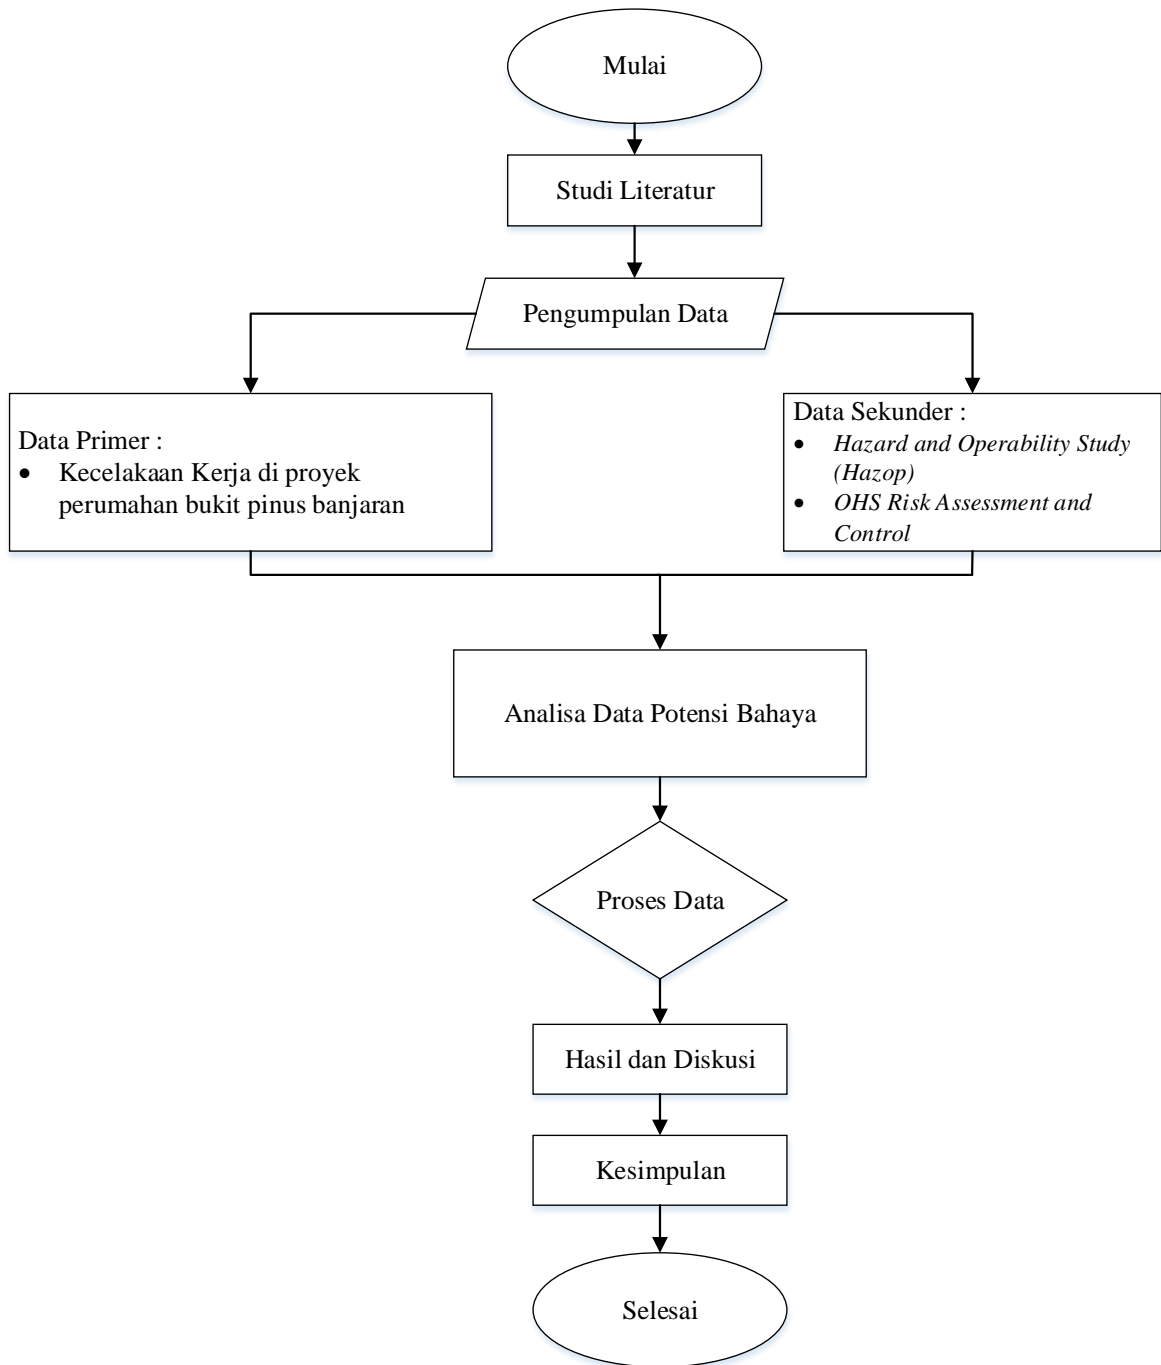 Mulai
Studi Literatur
Pengumpulan Data
Data Primer :
• Kecelakaan Kerja di proyek
perumahan bukit pinus banjaran
Data Sekunder :
• Hazard and Operability Study
(Hazop)
• OHS Risk Assessment and
Control
Analisa Data Potensi Bahaya
Proses Data
Hasil dan Diskusi
Kesimpulan
Selesai